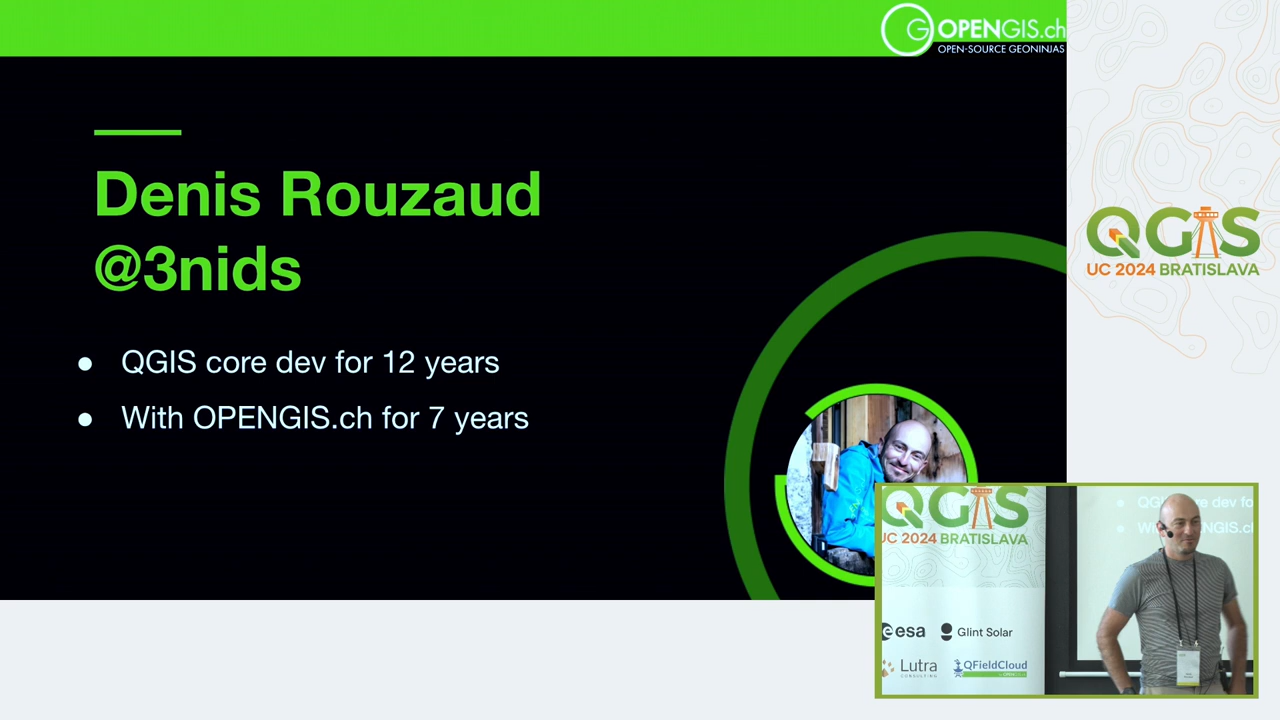 OPENGIS.ch
OPEN-SOURCE GEONINJAS
Denis Rouzaud
@3nids
● QGIS core dev for 12 years
● With OPENGIS.ch for 7 years
QGIS
UC 2024 BRATISLAVA
QGIS
UC 2024 BRATISLAVA
esa
Glint Solar
Lutra
CONSULTING
QFieldCloud